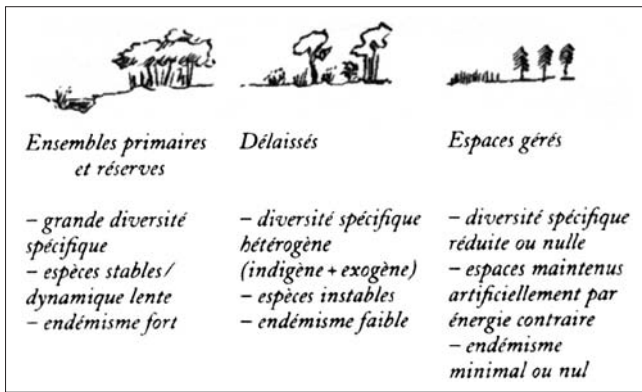 Ensembles primaires
et réserves
– grande diversité
spécifique
– espèces stables/
dynamique lente
– endémisme fort
Délaissés
– diversité spécifique
hétérogène
(indigène + exogène)
– espèces instables
– endémisme faible
Espaces gérés
– diversité spécifique
réduite ou nulle
– espaces maintenus
artificiellement par
énergie contraire
– endémisme
minimal ou nul